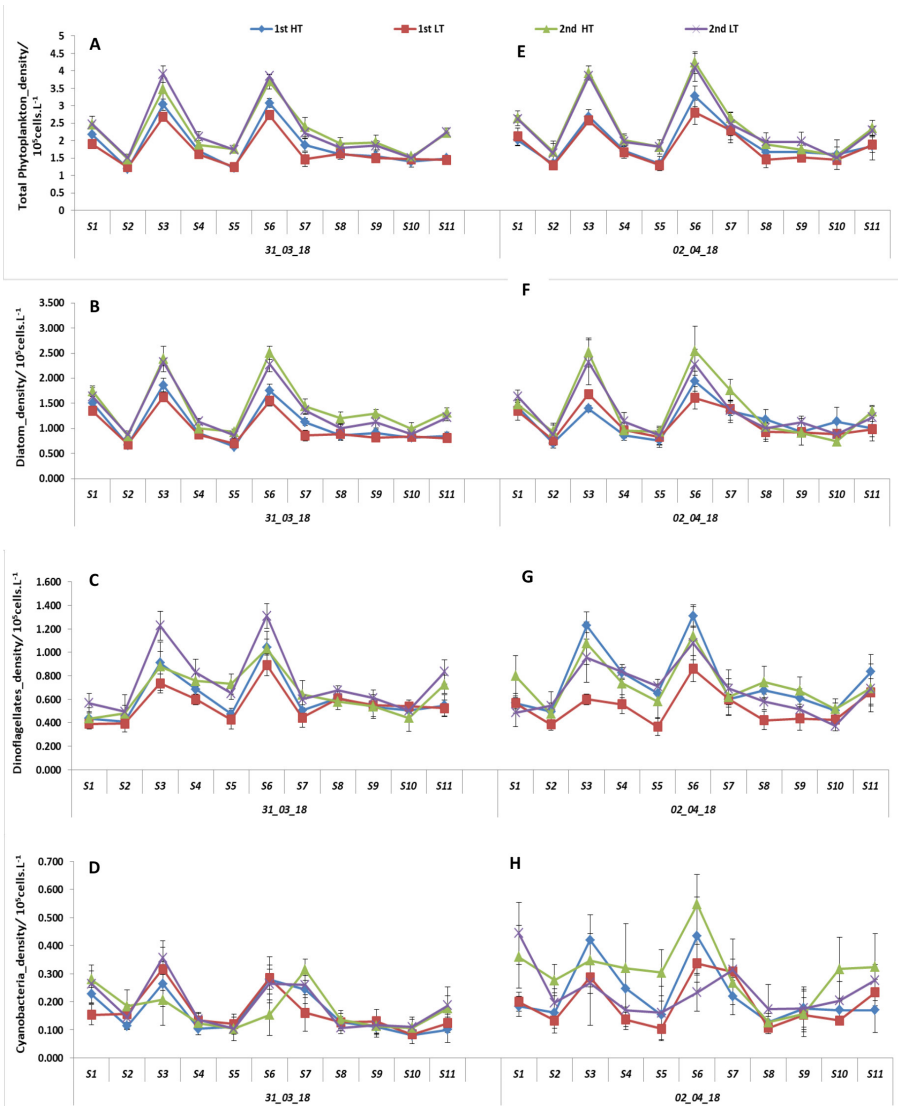 A
1st HT
1st LT
2nd HT
2nd LT
E
Total Phytoplankton_density/
10⁵cells.L⁻¹
5
4.5
4
3.5
3
2.5
2
1.5
1
0.5
0
S1 S2 S3 S4 S5 S6 S7 S8 S9 S10 S11 S1 S2 S3 S4 S5 S6 S7 S8 S9 S10 S11
31_03_18 02_04_18
B
F
Diatom_density/ 10⁵cells.L⁻¹
3.500
3.000
2.500
2.000
1.500
1.000
0.500
0.000
S1 S2 S3 S4 S5 S6 S7 S8 S9 S10 S11 S1 S2 S3 S4 S5 S6 S7 S8 S9 S10 S11
31_03_18 02_04_18
C
G
Dinoflagellates_density/ 10⁵cells.L⁻¹
1.600
1.400
1.200
1.000
0.800
0.600
0.400
0.200
0.000
S1 S2 S3 S4 S5 S6 S7 S8 S9 S10 S11 S1 S2 S3 S4 S5 S6 S7 S8 S9 S10 S11
31_03_18 02_04_18
D
H
Cyanobacteria_density/ 10⁵cells.L⁻¹
0.700
0.600
0.500
0.400
0.300
0.200
0.100
0.000
S1 S2 S3 S4 S5 S6 S7 S8 S9 S10 S11 S1 S2 S3 S4 S5 S6 S7 S8 S9 S10 S11
31_03_18 02_04_18